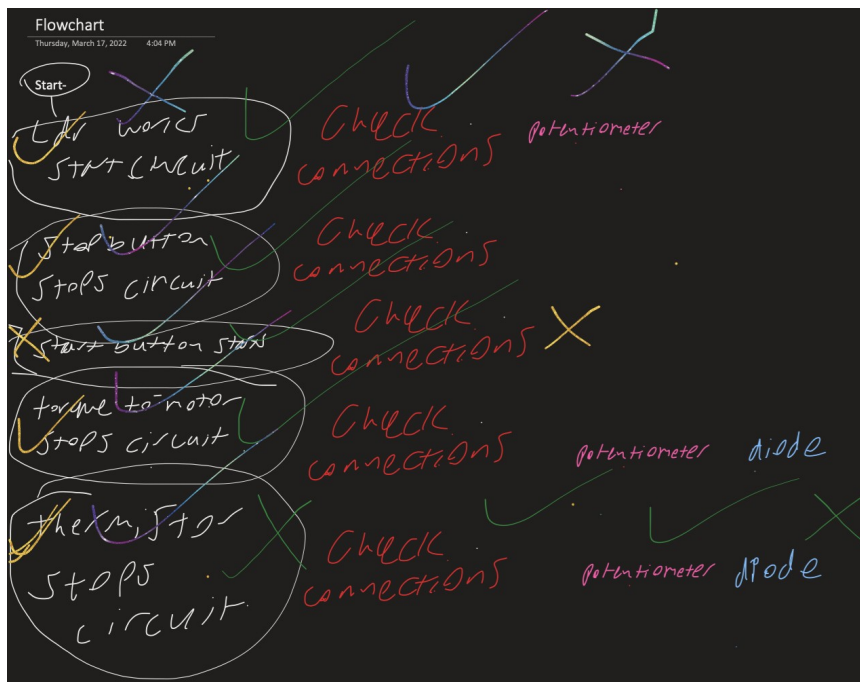 Flowchart
Thursday, March 17, 2022 4:04 PM
Start-
Ldr works
start circuit
Check
connections
potentiometer
Stop button
stops circuit
Check
connections
start button starts
Check
connections
torque to motor
stops circuit
Check
connections
potentiometer
diode
thermistor
stops
circuit
Check
connections
potentiometer
diode